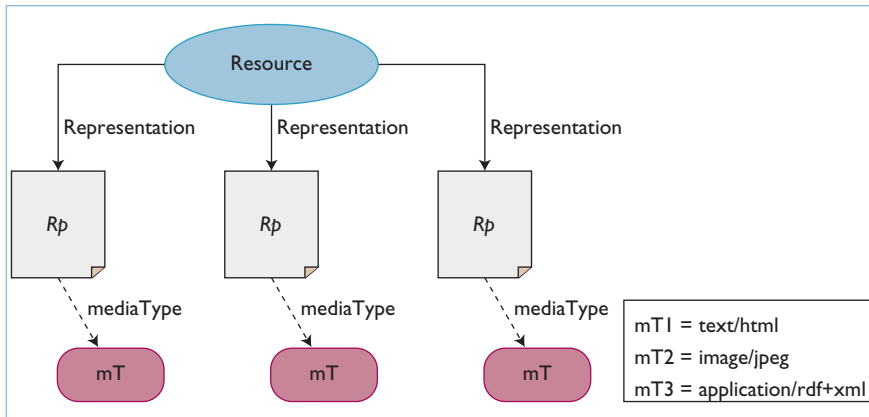 Resource
Representation Representation Representation
Rp Rp Rp
mediaType mediaType mediaType
mT mT mT
mT1 = text/html
mT2 = image/jpeg
mT3 = application/rdf+xml